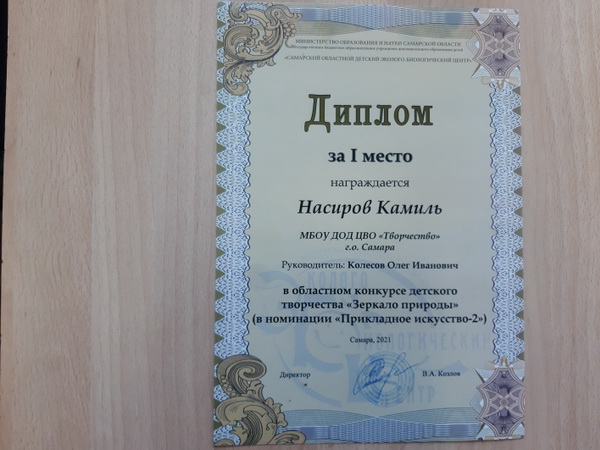 МИНИСТЕРСТВО ОБРАЗОВАНИЯ И НАУКИ САМАРСКОЙ ОБЛАСТИ
«САМАРСКИЙ ОБЛАСТНОЙ ДЕТСКИЙ ЭКОЛОГО-БИОЛОГИЧЕСКИЙ ЦЕНТР»
Диплом
за I место
награждается
Насиров Камиль
МБОУ ДОД ЦВО «Творчество»
г.о. Самара
Руководитель: Колесов Олег Иванович
в областном конкурсе детского
творчества «Зеркало природы»
(в номинации «Прикладное искусство-2»)
Самара, 2021
Директор В.А. Козлов